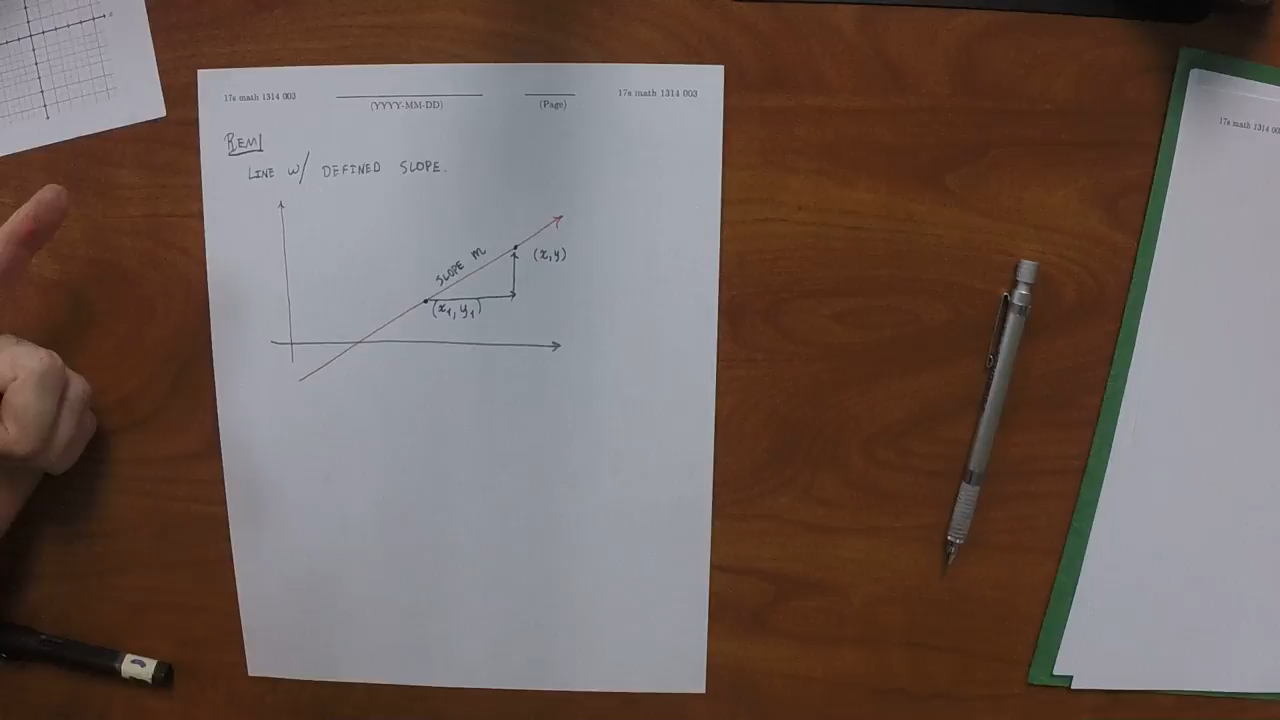 17s math 1314 003
(YYYY-MM-DD)
(Page)
17s math 1314 003
REM
LINE W/ DEFINED SLOPE.
SLOPE m
(x, y)
(x₁, y₁)
x
17s math 1314 00